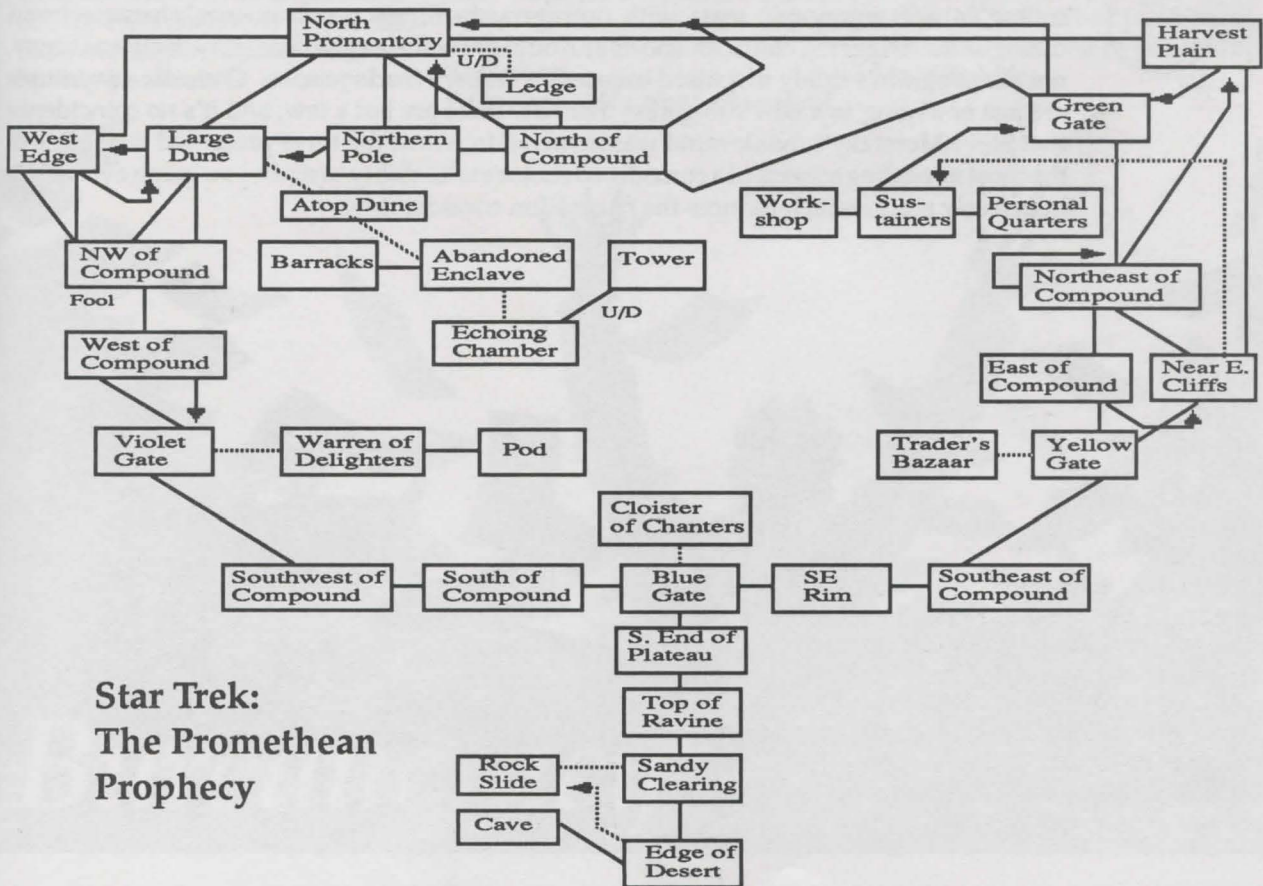 North
Promontory
Harvest
Plain
U/D
Ledge
Green
Gate
West
Edge
Large
Dune
Northern
Pole
North of
Compound
Atop Dune
Work-
shop
Sus-
tainers
Personal
Quarters
NW of
Compound
Barracks
Abandoned
Enclave
Tower
Northeast of
Compound
Fool
U/D
Echoing
Chamber
West of
Compound
East of
Compound
Near E.
Cliffs
Violet
Gate
Warren of
Delighters
Pod
Trader's
Bazaar
Yellow
Gate
Cloister
of Chanters
Southwest of
Compound
South of
Compound
Blue
Gate
SE
Rim
Southeast of
Compound
S. End of
Plateau
Top of
Ravine
Star Trek:
The Promethean
Prophecy
Rock
Slide
Sandy
Clearing
Cave
Edge of
Desert